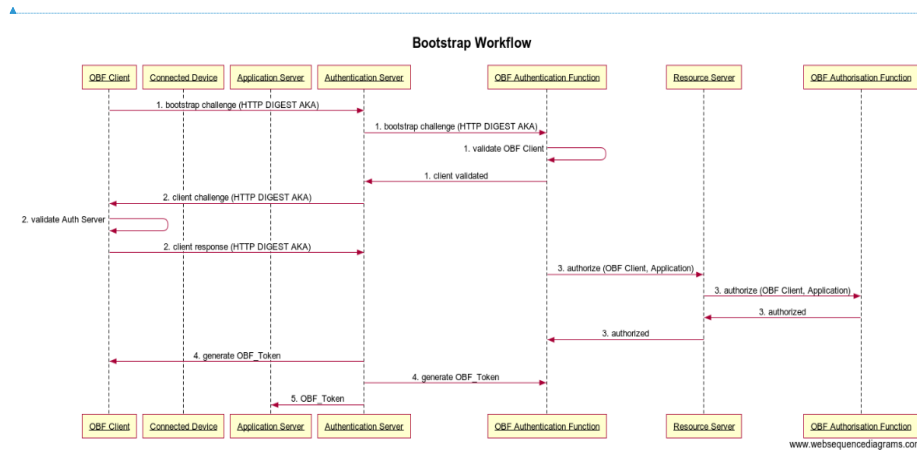 Bootstrap Workflow
OBF Client
Connected Device
Application Server
Authentication Server
OBF Authentication Function
Resource Server
OBF Authorisation Function
1. bootstrap challenge (HTTP DIGEST AKA)
1. bootstrap challenge (HTTP DIGEST AKA)
1. validate OBF Client
1. client validated
2. client challenge (HTTP DIGEST AKA)
2. validate Auth Server
2. client response (HTTP DIGEST AKA)
3. authorize (OBF Client, Application)
3. authorize (OBF Client, Application)
3. authorized
3. authorized
4. generate OBF_Token
4. generate OBF_Token
5. OBF_Token
OBF Client
Connected Device
Application Server
Authentication Server
OBF Authentication Function
Resource Server
OBF Authorisation Function
www.websequencediagrams.com